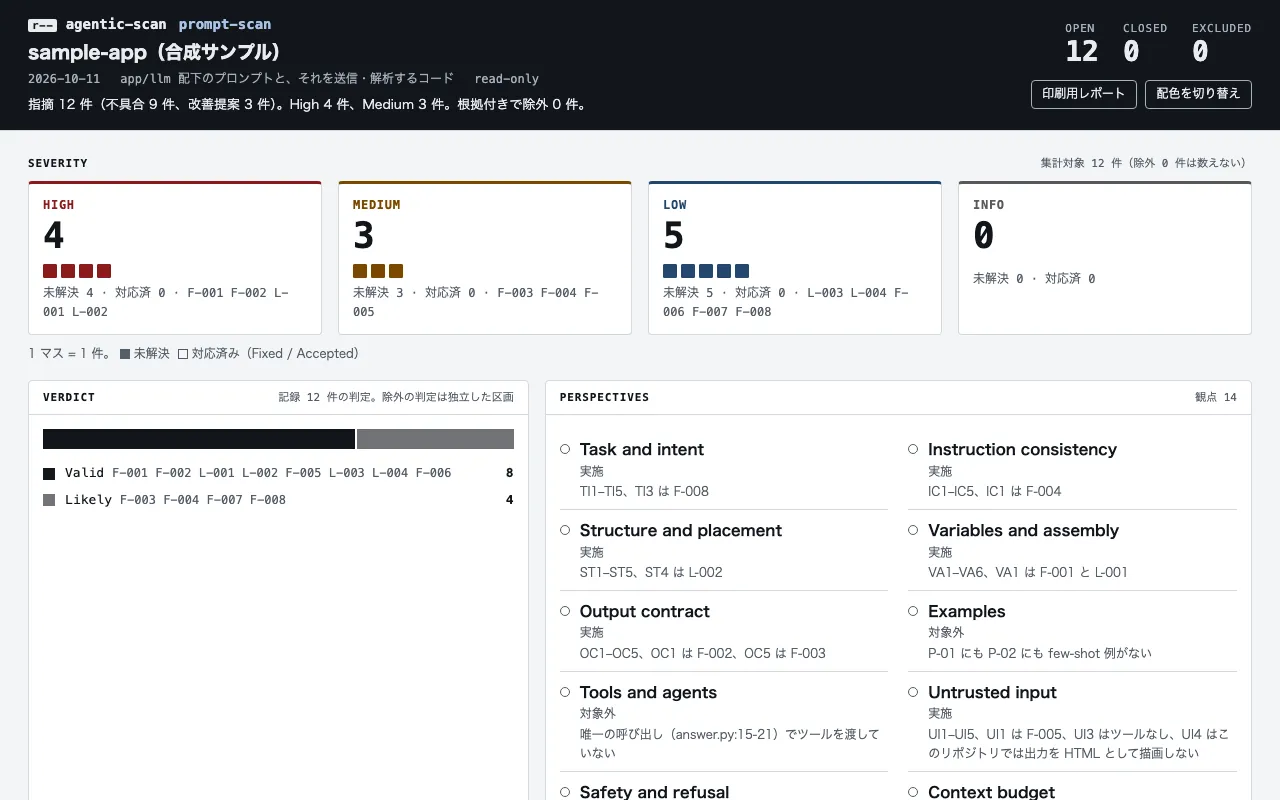 r-- agentic-scan prompt-scan
sample-app（合成サンプル）
2026-10-11 app/llm 配下のプロンプトと、それを送信・解析するコード read-only
指摘 12 件（不具合 9 件、改善提案 3 件）。High 4 件、Medium 3 件。根拠付きで除外 0 件。
OPEN CLOSED EXCLUDED
12 0 0
印刷用レポート 配色を切り替え
SEVERITY 集計対象 12 件（除外 0 件は数えない）
HIGH
4
未解決 4 · 対応済 0 · F-001 F-002 L-
001 L-002
MEDIUM
3
未解決 3 · 対応済 0 · F-003 F-004 F-
005
LOW
5
未解決 5 · 対応済 0 · L-003 L-004 F-
006 F-007 F-008
INFO
0
未解決 0 · 対応済 0
1 マス = 1 件。 未解決 対応済み（Fixed / Accepted）
VERDICT 記録 12 件の判定。除外の判定は独立した区画
Valid F-001 F-002 L-001 L-002 F-005 L-003 L-004 F-006 8
Likely F-003 F-004 F-007 F-008 4
PERSPECTIVES 観点 14
Task and intent
実施
TI1–TI5、TI3 は F-008
Instruction consistency
実施
IC1–IC5、IC1 は F-004
Structure and placement
実施
ST1–ST5、ST4 は L-002
Variables and assembly
実施
VA1–VA6、VA1 は F-001 と L-001
Output contract
実施
OC1–OC5、OC1 は F-002、OC5 は F-003
Examples
対象外
P-01 にも P-02 にも few-shot 例がない
Tools and agents
対象外
唯一の呼び出し（answer.py:15-21）でツールを渡して
いない
Untrusted input
実施
UI1–UI5、UI1 は F-005、UI3 はツールなし、UI4 はこ
のリポジトリでは出力を HTML として描画しない
Safety and refusal
Context budget